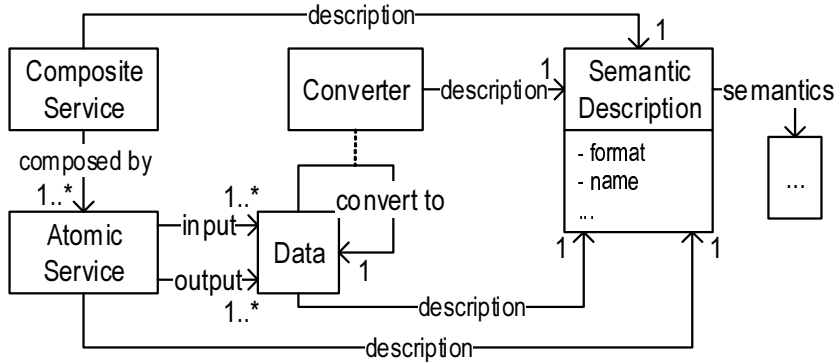 description
1
Composite
Service
Converter
description
1
Semantic
Description
semantics
- format
- name
...
...
composed by
1..*
1..*
convert to
Atomic
Service
input
output
1..*
Data
1
1
1
description
description